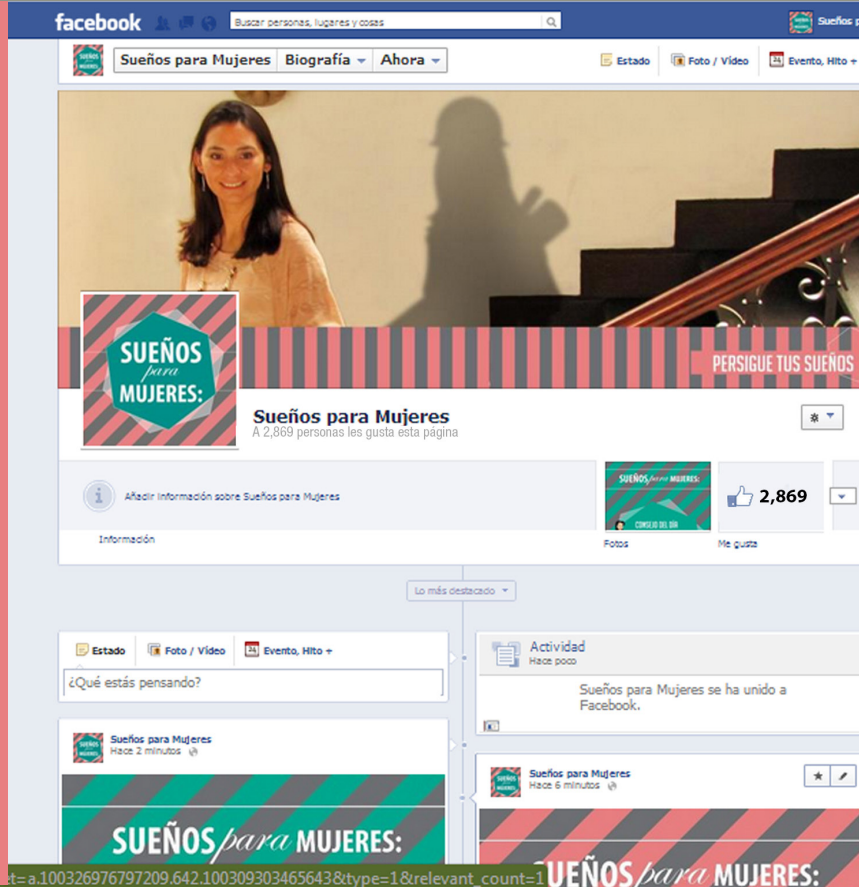 facebook
Buscar personas, lugares y cosas
Sueños p
Sueños para Mujeres
Biografía
Ahora
Estado
Foto / Vídeo
Evento, Hito +
PERSIGUE TUS SUEÑOS
SUEÑOS
para
MUJERES:
Sueños para Mujeres
A 2,869 personas les gusta esta página
Añadir información sobre Sueños para Mujeres
Información
SUEÑOS para MUJERES:
CONSEJO DEL DÍA
Fotos
2,869
Me gusta
Lo más destacado
Estado
Foto / Vídeo
Evento, Hito +
¿Qué estás pensando?
Actividad
Hace poco
Sueños para Mujeres se ha unido a
Facebook.
Sueños para Mujeres
Hace 2 minutos
SUEÑOS para MUJERES:
Sueños para Mujeres
Hace 6 minutos
UEÑOS para MUJERES:
et=a.100326976797209.642.100309303465643&type=1&relevant_count=1